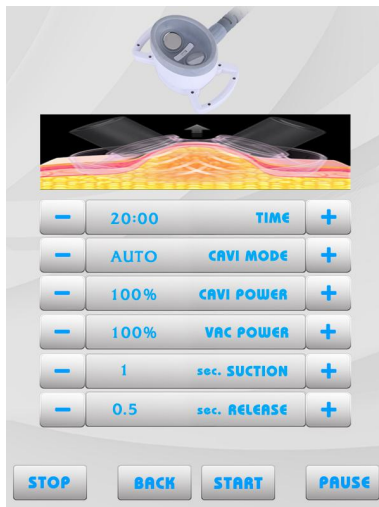 − 20:00 TIME +
− AUTO CAVI MODE +
− 100% CAVI POWER +
− 100% VAC POWER +
− 1 sec. SUCTION +
− 0.5 sec. RELEASE +
STOP BACK START PAUSE